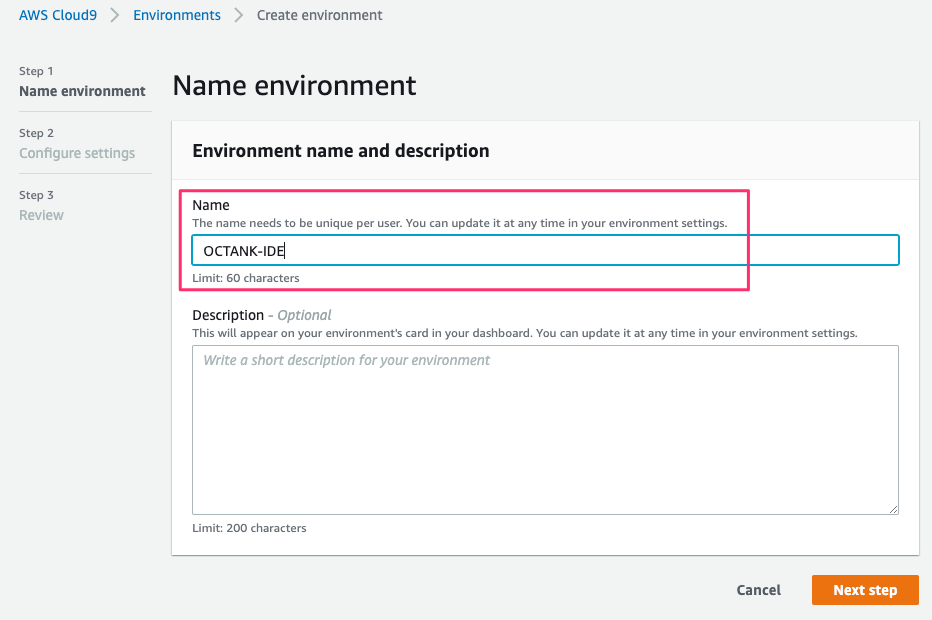 AWS Cloud9 > Environments > Create environment
Step 1
Name environment
Step 2
Configure settings
Step 3
Review
Name environment
Environment name and description
Name
The name needs to be unique per user. You can update it at any time in your environment settings.
OCTANK-IDE
Limit: 60 characters
Description - Optional
This will appear on your environment's card in your dashboard. You can update it at any time in your environment settings.
Write a short description for your environment
Limit: 200 characters
Cancel Next step